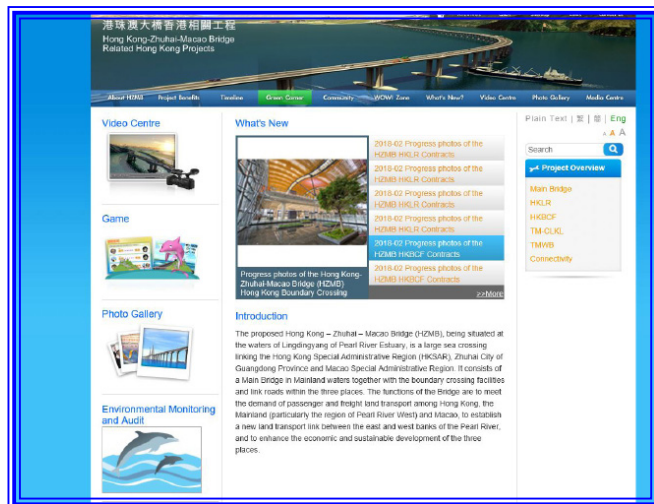 港珠澳大橋香港相關工程
Hong Kong-Zhuhai-Macao Bridge
Related Hong Kong Projects
About HZMB
Project Benefits
Timeline
Green Corner
Community
WOW! Zone
What's New?
Video Centre
Photo Gallery
Media Centre
Video Centre
Game
Photo Gallery
Environmental Monitoring
and Audit
What's New
2018-02 Progress photos of the
HZMB HKLR Contracts
2018-02 Progress photos of the
HZMB HKLR Contracts
2018-02 Progress photos of the
HZMB HKLR Contracts
2018-02 Progress photos of the
HZMB HKLR Contracts
2018-02 Progress photos of the
HZMB HKBCF Contracts
2018-02 Progress photos of the
HZMB HKBCF Contracts
Progress photos of the Hong Kong-
Zhuhai-Macao Bridge (HZMB)
Hong Kong Boundary Crossing
>>More
Introduction
The proposed Hong Kong – Zhuhai – Macao Bridge (HZMB), being situated at
the waters of Lingdingyang of Pearl River Estuary, is a large sea crossing
linking the Hong Kong Special Administrative Region (HKSAR), Zhuhai City of
Guangdong Province and Macao Special Administrative Region. It consists of
a Main Bridge in Mainland waters together with the boundary crossing facilities
and link roads within the three places. The functions of the Bridge are to meet
the demand of passenger and freight land transport among Hong Kong, the
Mainland (particularly the region of Pearl River West) and Macao, to establish
a new land transport link between the east and west banks of the Pearl River,
and to enhance the economic and sustainable development of the three
places.
Plain Text | 繁 | 簡 | Eng
A A A
Search
Project Overview
Main Bridge
HKLR
HKBCF
TM-CLKL
TMWB
Connectivity